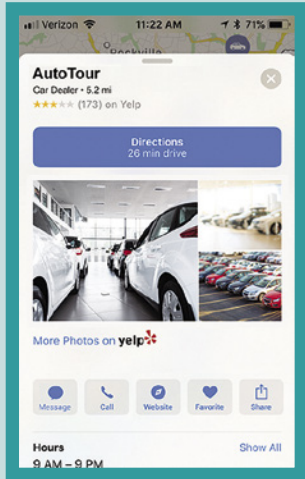 Verizon 11:22 AM 71%
Rockville
AutoTour
Car Dealer • 5.2 mi
(173) on Yelp
Directions
26 min drive
More Photos on yelp
Message Call Website Favorite Share
Hours Show All
9 AM – 9 PM